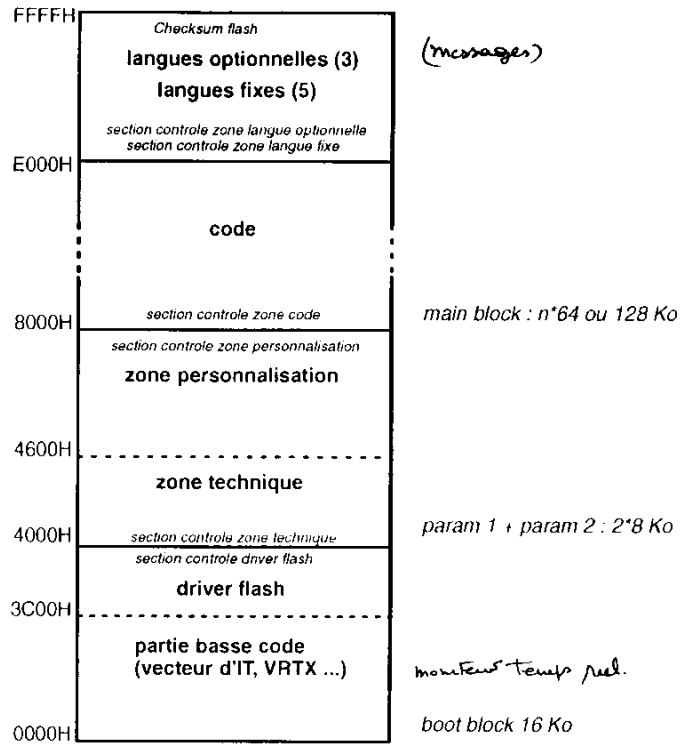 FFFFH
Checksum flash
langues optionnelles (3)
(messages)
langues fixes (5)
section controle zone langue optionnelle
section controle zone langue fixe
E000H
code
section controle zone code
main block : n*64 ou 128 Ko
8000H
section controle zone personnalisation
zone personnalisation
4600H
zone technique
param 1 + param 2 : 2*8 Ko
section controle zone technique
4000H
section controle driver flash
driver flash
3C00H
partie basse code
(vecteur d'IT, VRTX ...)
moniteur temps réel.
boot block 16 Ko
0000H